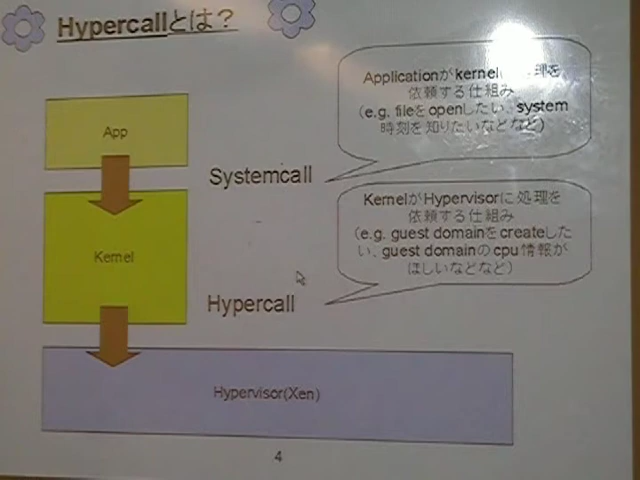 Hypercallとは？
App
Systemcall
Applicationがkernel 理を
依頼する仕組み
（e.g. fileをopenしたい、system
時刻を知りたいなどなど）
Kernel
KernelがHypervisorに処理を
依頼する仕組み
（e.g. guest domainをcreateした
い、guest domainのcpu情報が
ほしいなどなど）
Hypercall
Hypervisor(Xen)
4